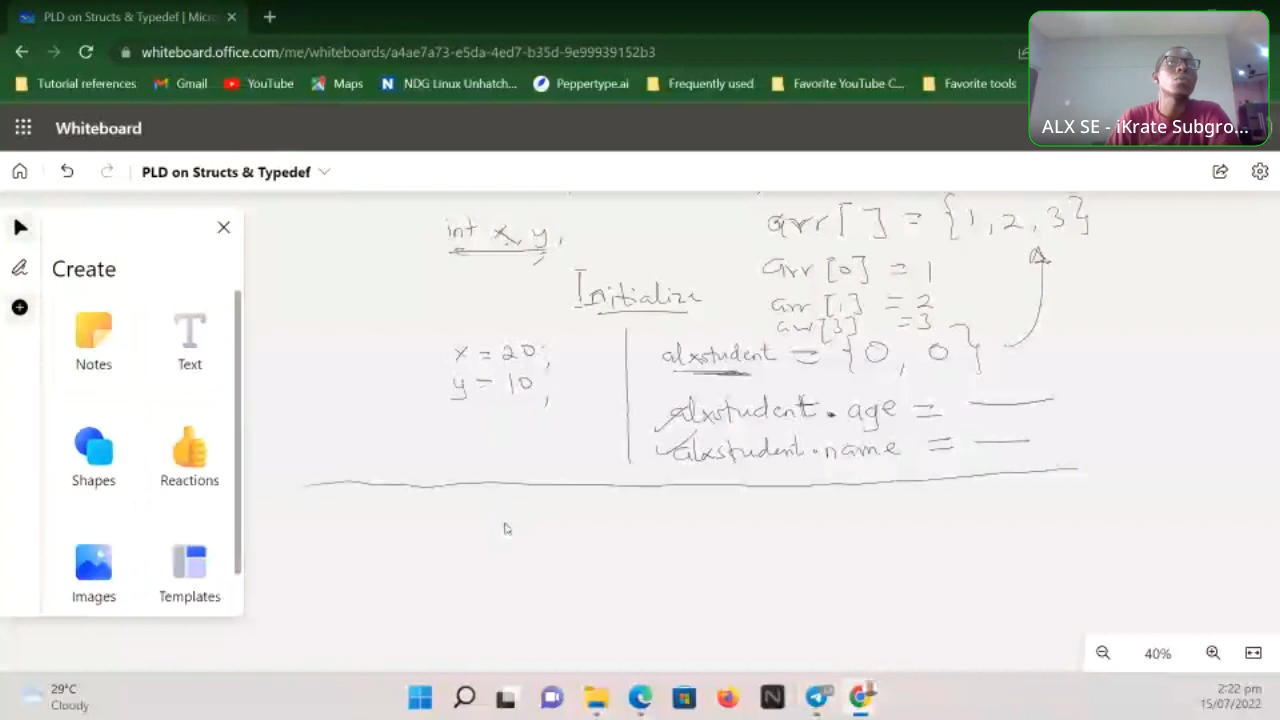 PLD on Structs & Typedef | Micro
whiteboard.office.com/me/whiteboards/a4ae7a73-e5da-4ed7-b35d-9e99939152b3
Tutorial references
Gmail
YouTube
Maps
NDG Linux Unhatch...
Peppertype.ai
Frequently used
Favorite YouTube C...
Favorite tools
ALX SE - iKrate Subgro...
Whiteboard
PLD on Structs & Typedef
Create
Notes
Text
Shapes
Reactions
Images
Templates
int x, y,
arr[ ] = {1, 2, 3}
Initialize
arr [0] = 1
arr [1] = 2
arr [3] = 3
x = 20;
y = 10;
alxstudent = {0, 0}
alxstudent.age =
alxstudent.name =
40%
29°C
Cloudy
2:22 pm
15/07/2022